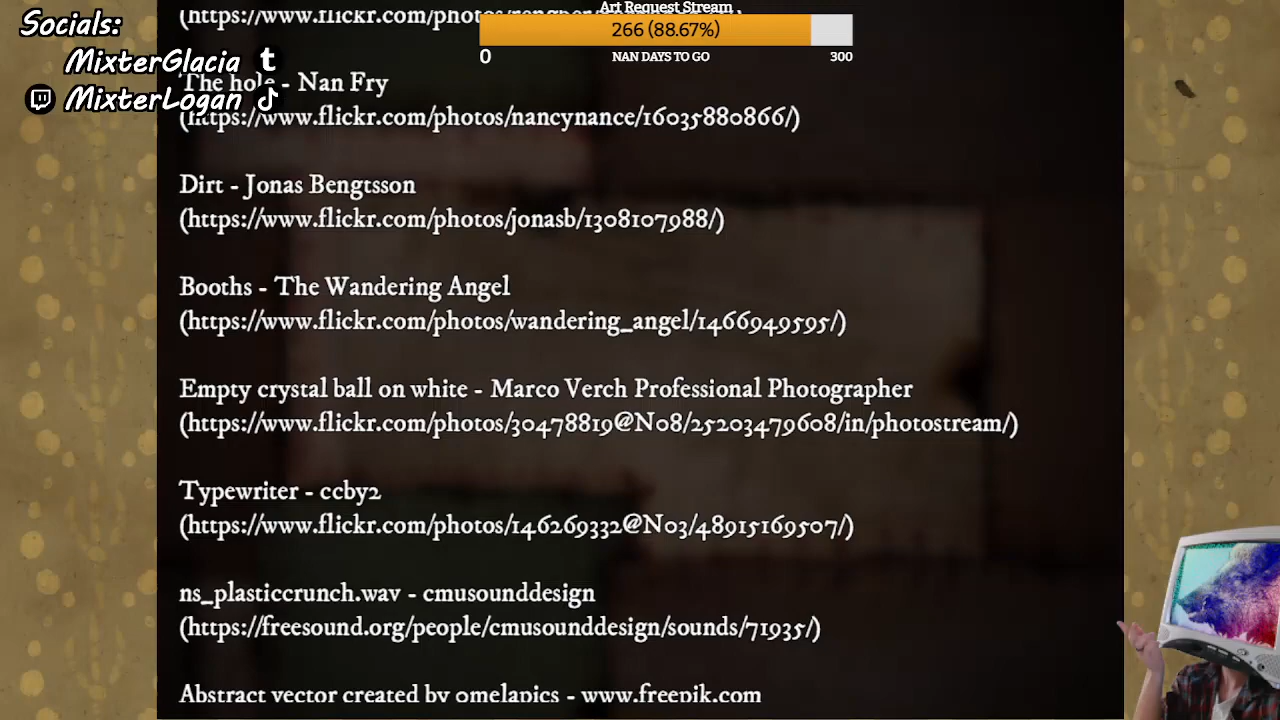 Socials:
MixterGlacia
MixterLogan
Art Request Stream
266 (88.67%)
0 NAN DAYS TO GO 300
The hole - Nan Fry
(https://www.flickr.com/photos/nancynance/16035880866/)
Dirt - Jonas Bengtsson
(https://www.flickr.com/photos/jonasb/1308107988/)
Booths - The Wandering Angel
(https://www.flickr.com/photos/wandering_angel/1466949595/)
Empty crystal ball on white - Marco Verch Professional Photographer
(https://www.flickr.com/photos/30478819@N08/25203479608/in/photostream/)
Typewriter - ccby2
(https://www.flickr.com/photos/146269332@N03/48915169507/)
ns_plasticcrunch.wav - cmusounddesign
(https://freesound.org/people/cmusounddesign/sounds/71935/)
Abstract vector created by omelapics - www.freepik.com